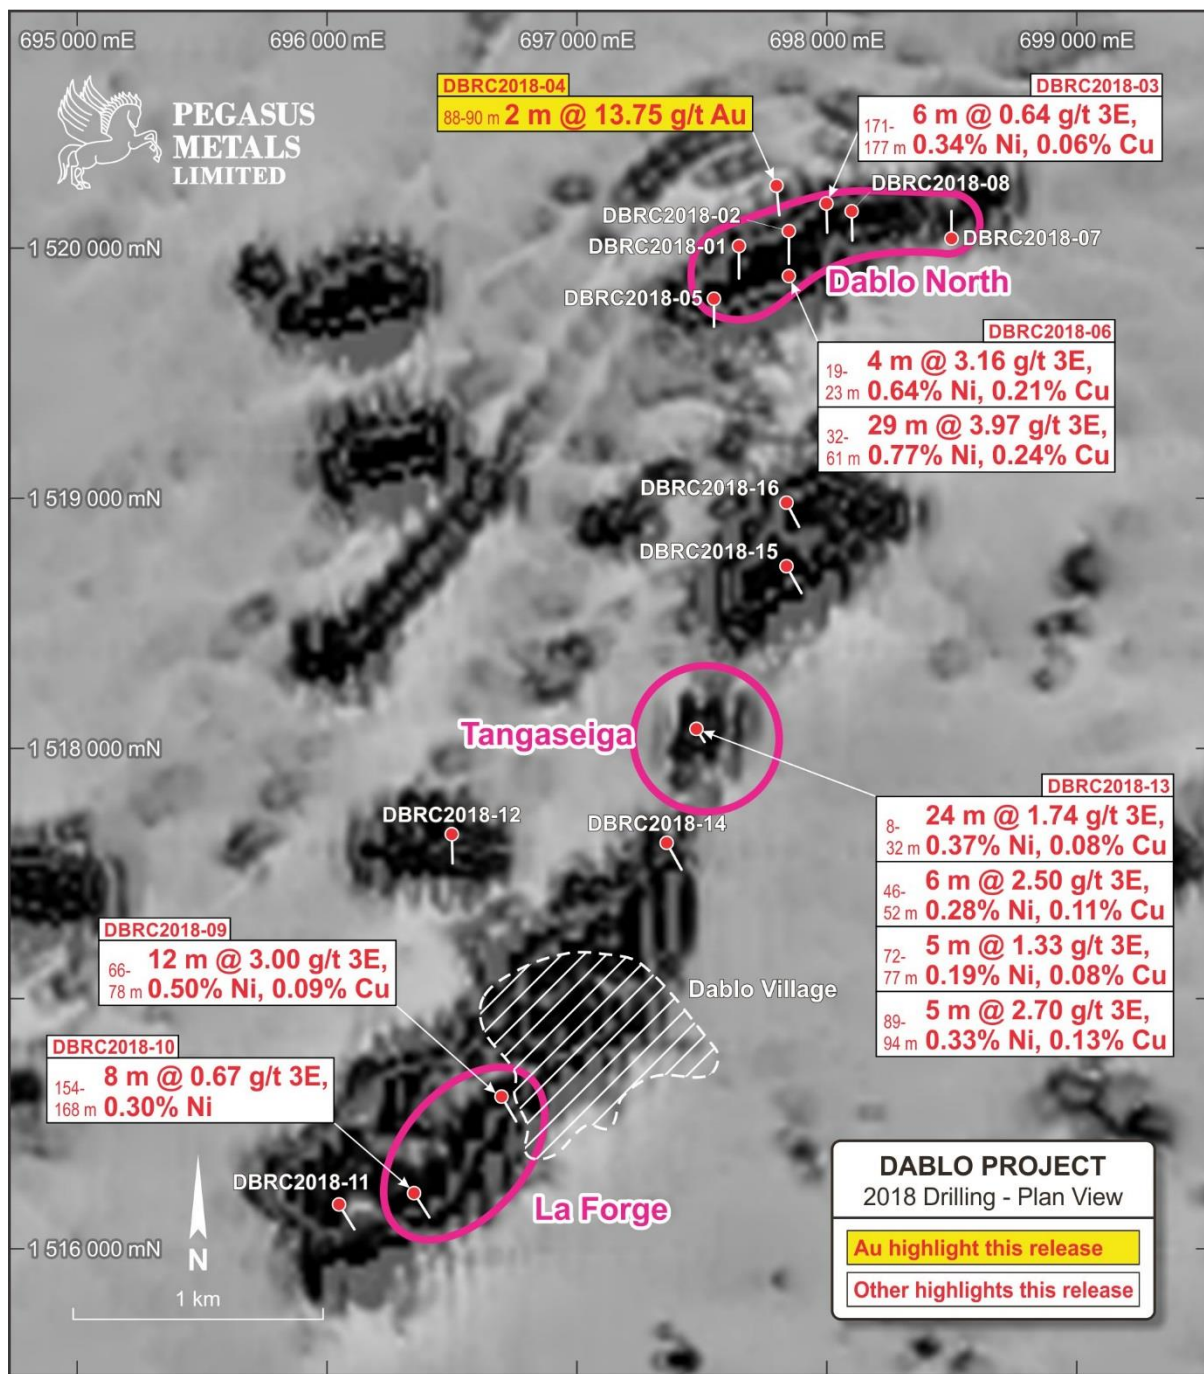 695 000 mE
696 000 mE
697 000 mE
698 000 mE
699 000 mE
PEGASUS
METALS
LIMITED
DBRC2018-04
88-90 m 2 m @ 13.75 g/t Au
DBRC2018-03
171-
177 m
6 m @ 0.64 g/t 3E,
0.34% Ni, 0.06% Cu
DBRC2018-08
DBRC2018-02
1 520 000 mN
DBRC2018-01
DBRC2018-07
Dablo North
DBRC2018-05
DBRC2018-06
19-
23 m
4 m @ 3.16 g/t 3E,
0.64% Ni, 0.21% Cu
32-
61 m
29 m @ 3.97 g/t 3E,
0.77% Ni, 0.24% Cu
DBRC2018-16
1 519 000 mN
DBRC2018-15
Tangaseiga
1 518 000 mN
DBRC2018-13
8-
32 m
24 m @ 1.74 g/t 3E,
0.37% Ni, 0.08% Cu
46-
52 m
6 m @ 2.50 g/t 3E,
0.28% Ni, 0.11% Cu
72-
77 m
5 m @ 1.33 g/t 3E,
0.19% Ni, 0.08% Cu
89-
94 m
5 m @ 2.70 g/t 3E,
0.33% Ni, 0.13% Cu
DBRC2018-12
DBRC2018-14
DBRC2018-09
66-
78 m
12 m @ 3.00 g/t 3E,
0.50% Ni, 0.09% Cu
Dablo Village
DBRC2018-10
154-
168 m
8 m @ 0.67 g/t 3E,
0.30% Ni
DBRC2018-11
La Forge
1 516 000 mN
N
1 km
DABLO PROJECT
2018 Drilling - Plan View
Au highlight this release
Other highlights this release